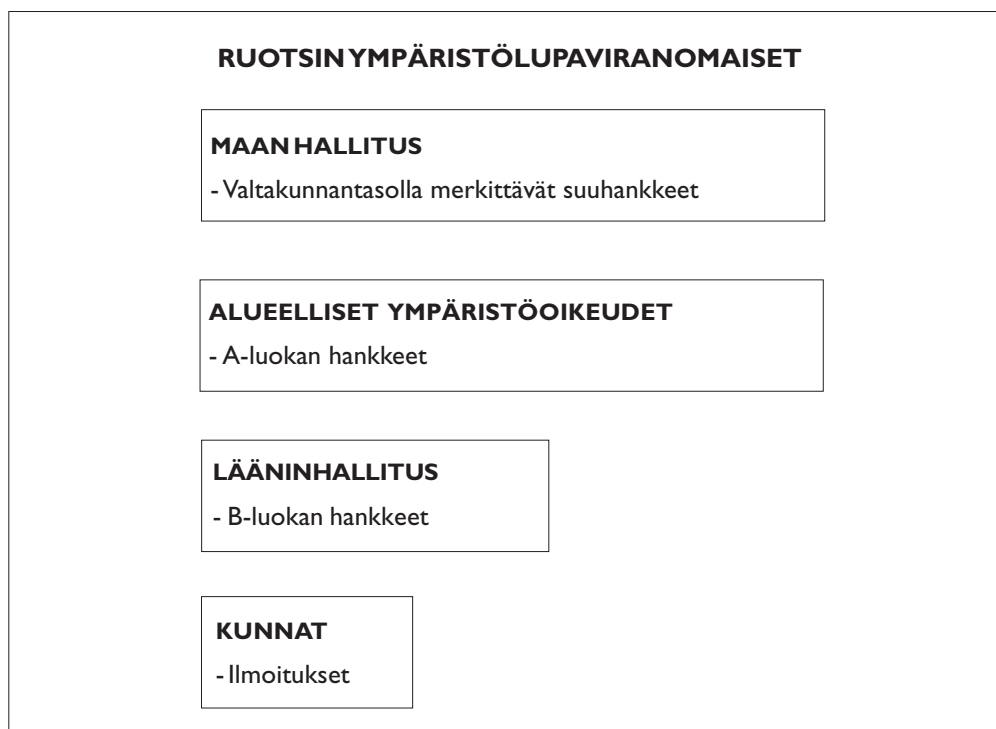 RUOTSIN YMPÄRISTÖLUPAVIRANOMAISET
MAAN HALLITUS
- Valtakunnantasolla merkittävät suuhankkeet
ALUEELLISET YMPÄRISTÖOIKEUDET
- A-luokan hankkeet
LÄÄNINHALLITUS
- B-luokan hankkeet
KUNNAT
- Ilmoitukset